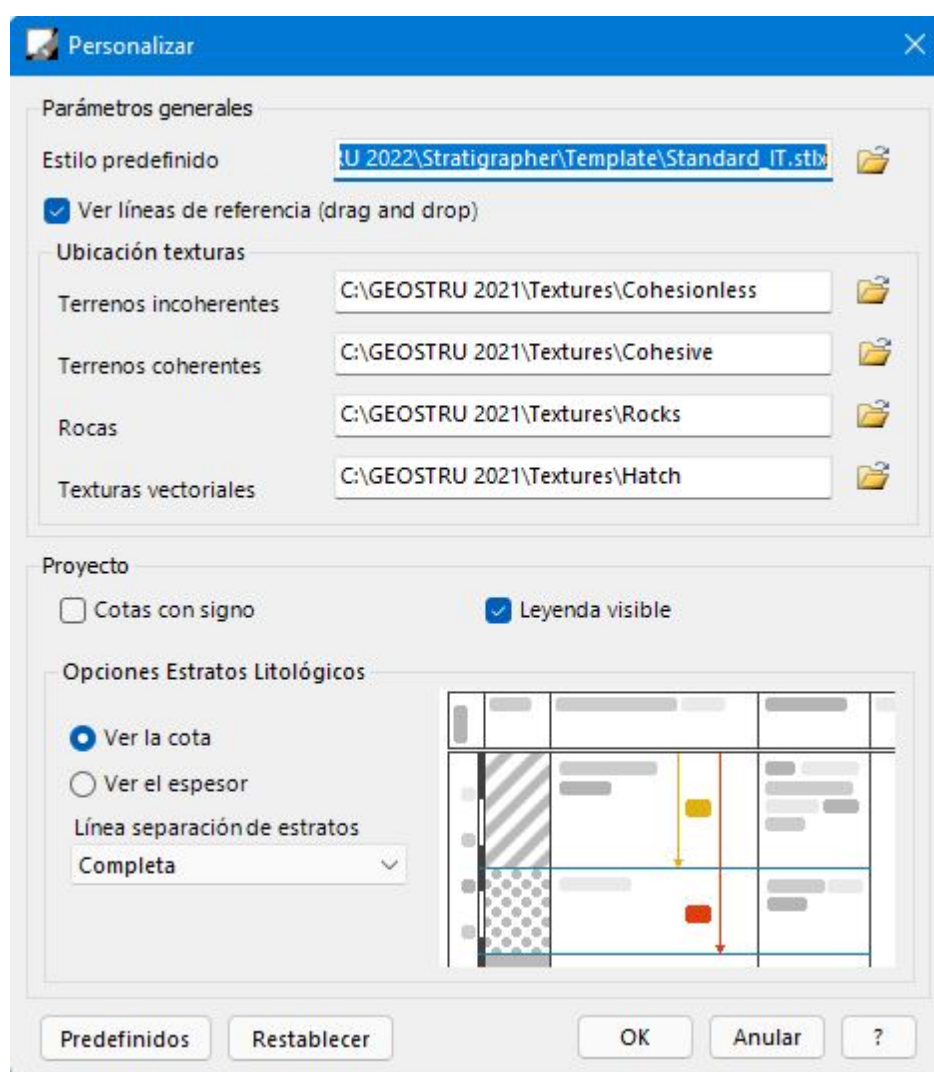 Personalizar
Parámetros generales
Estilo predefinido
U 2022\Stratigrapher\Template\Standard_IT.stlx
Ver líneas de referencia (drag and drop)
Ubicación texturas
Terrenos incoherentes
C:\GEOSTRU 2021\Textures\Cohesionless
Terrenos coherentes
C:\GEOSTRU 2021\Textures\Cohesive
Rocas
C:\GEOSTRU 2021\Textures\Rocks
Texturas vectoriales
C:\GEOSTRU 2021\Textures\Hatch
Proyecto
Cotas con signo
Leyenda visible
Opciones Estratos Litológicos
Ver la cota
Ver el espesor
Línea separación de estratos
Completa
Predefinidos
Restablecer
OK
Anular
?